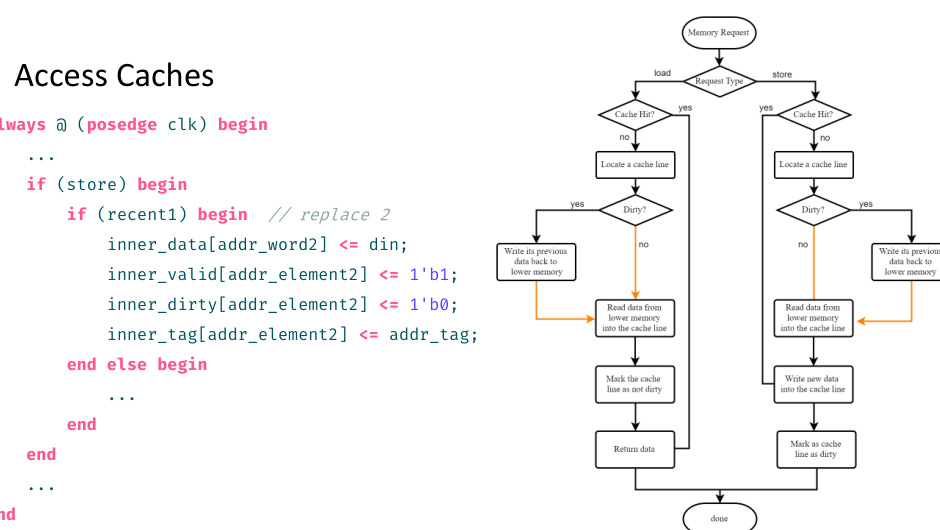 Access Caches
lways @ (posedge clk) begin
...
if (store) begin
if (recent1) begin // replace 2
inner_data[addr_word2] <= din;
inner_valid[addr_element2] <= 1'b1;
inner_dirty[addr_element2] <= 1'b0;
inner_tag[addr_element2] <= addr_tag;
end else begin
...
end
end
...
nd
Memory Request
Request Type
load
store
Cache Hit?
yes
no
Locate a cache line
Dirty?
yes
no
Write its previous
data back to
lower memory
Read data from
lower memory
into the cache line
Mark the cache
line as not dirty
Return data
Cache Hit?
yes
no
Locate a cache line
Dirty?
yes
no
Write its previous
data back to
lower memory
Read data from
lower memory
into the cache line
Write new data
into the cache line
Mark as cache
line as dirty
done